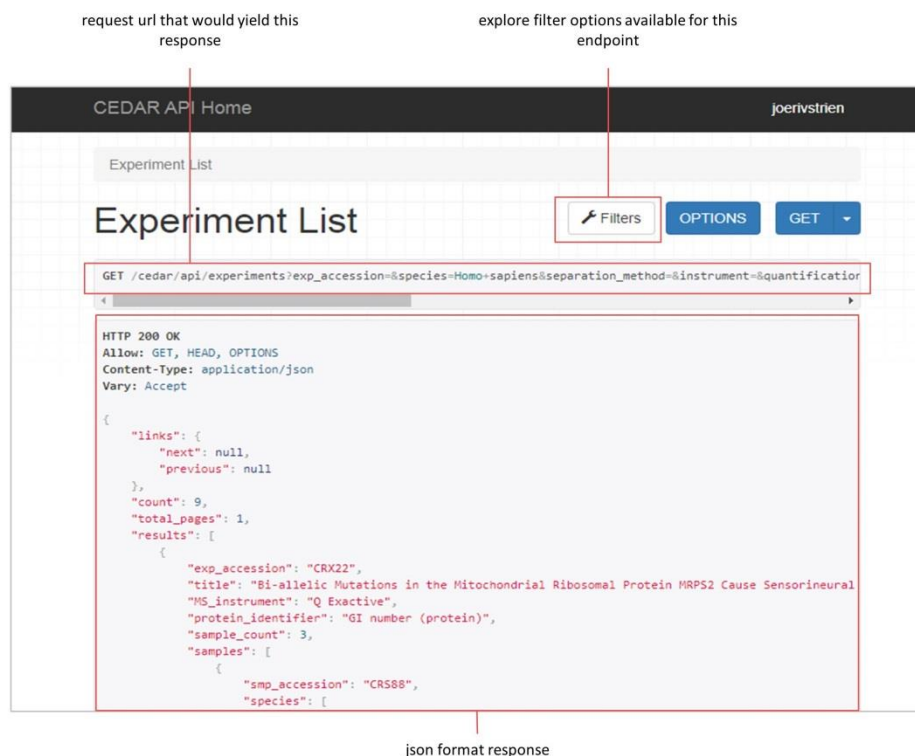 request url that would yield this
response
explore filter options available for this
endpoint
CEDAR API Home
joerivstrien
Experiment List
Experiment List
Filters
OPTIONS
GET
GET /cedar/api/experiments?exp_accession=&species=Homo+sapiens&separation_method=&instrument=&quantification
HTTP 200 OK
Allow: GET, HEAD, OPTIONS
Content-Type: application/json
Vary: Accept
{
"links": {
"next": null,
"previous": null
},
"count": 9,
"total_pages": 1,
"results": [
{
"exp_accession": "CRX22",
"title": "Bi-allelic Mutations in the Mitochondrial Ribosomal Protein MRPS2 Cause Sensorineural
"MS_instrument": "Q Exactive",
"protein_identifier": "GI number (protein)",
"sample_count": 3,
"samples": [
{
"smp_accession": "CRS88",
"species": [
json format response